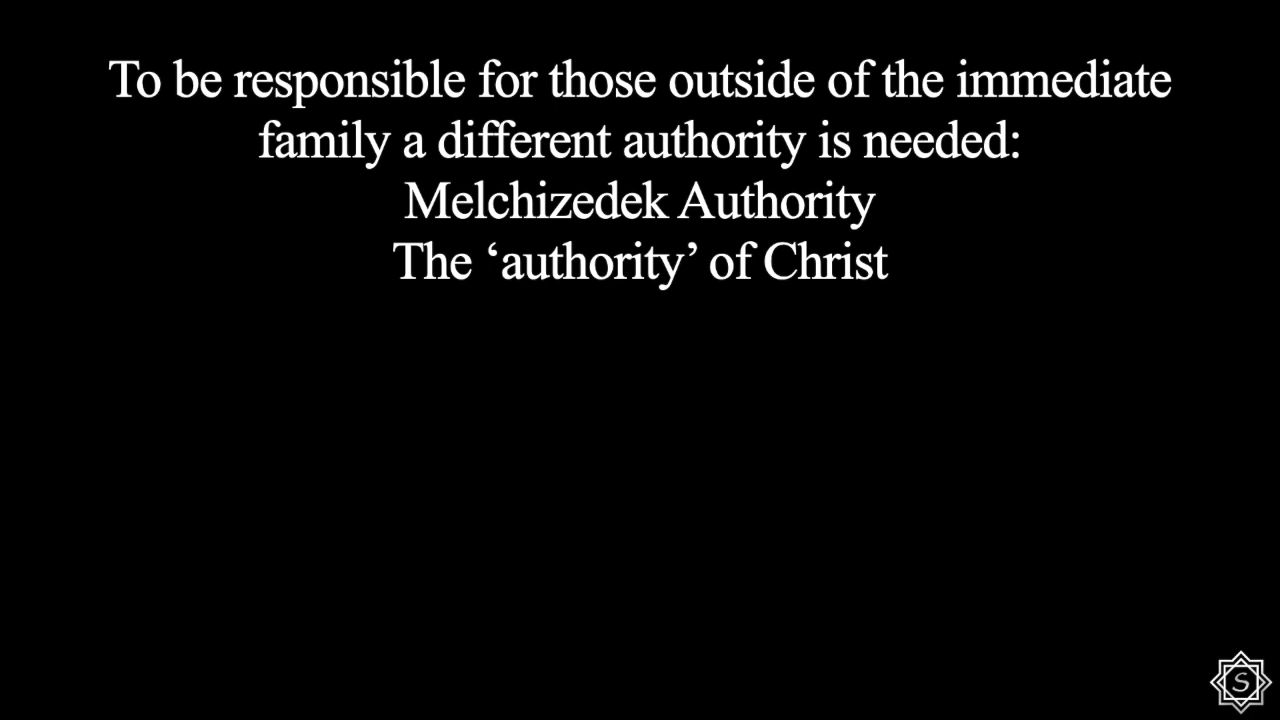 To be responsible for those outside of the immediate
family a different authority is needed:
Melchizedek Authority
The ‘authority’ of Christ
S